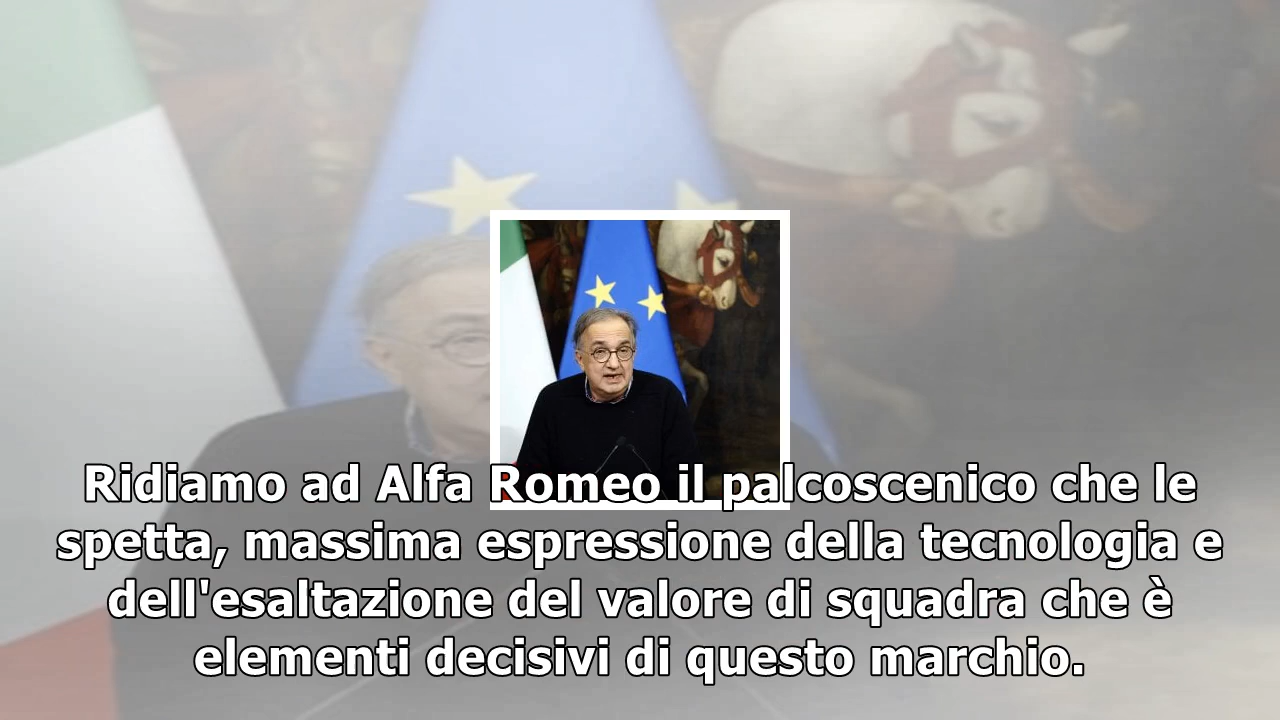 Ridiamo ad Alfa Romeo il palcoscenico che le
spetta, massima espressione della tecnologia e
dell'esaltazione del valore di squadra che è
elementi decisivi di questo marchio.